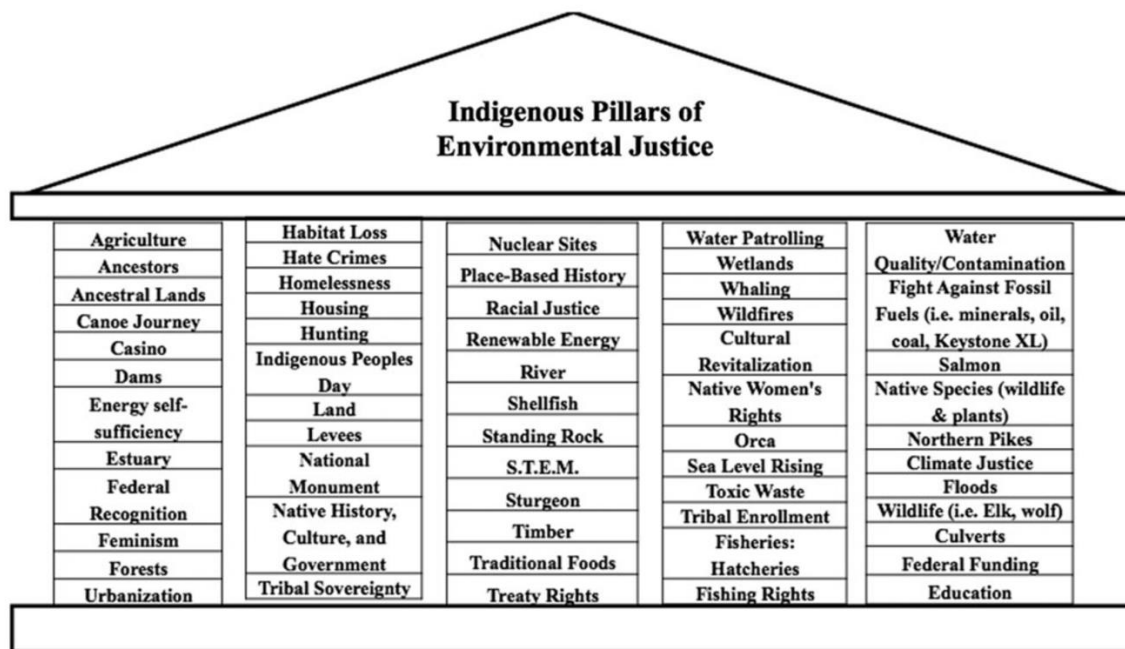 Indigenous Pillars of
Environmental Justice
Agriculture
Ancestors
Ancestral Lands
Canoe Journey
Casino
Dams
Energy self-
sufficiency
Estuary
Federal
Recognition
Feminism
Forests
Urbanization
Habitat Loss
Hate Crimes
Homelessness
Housing
Hunting
Indigenous Peoples
Day
Land
Levees
National
Monument
Native History,
Culture, and
Government
Tribal Sovereignty
Nuclear Sites
Place-Based History
Racial Justice
Renewable Energy
River
Shellfish
Standing Rock
S.T.E.M.
Sturgeon
Timber
Traditional Foods
Treaty Rights
Water Patrolling
Wetlands
Whaling
Wildfires
Cultural
Revitalization
Native Women's
Rights
Orca
Sea Level Rising
Toxic Waste
Tribal Enrollment
Fisheries:
Hatcheries
Fishing Rights
Water
Quality/Contamination
Fight Against Fossil
Fuels (i.e. minerals, oil,
coal, Keystone XL)
Salmon
Native Species (wildlife
& plants)
Northern Pikes
Climate Justice
Floods
Wildlife (i.e. Elk, wolf)
Culverts
Federal Funding
Education